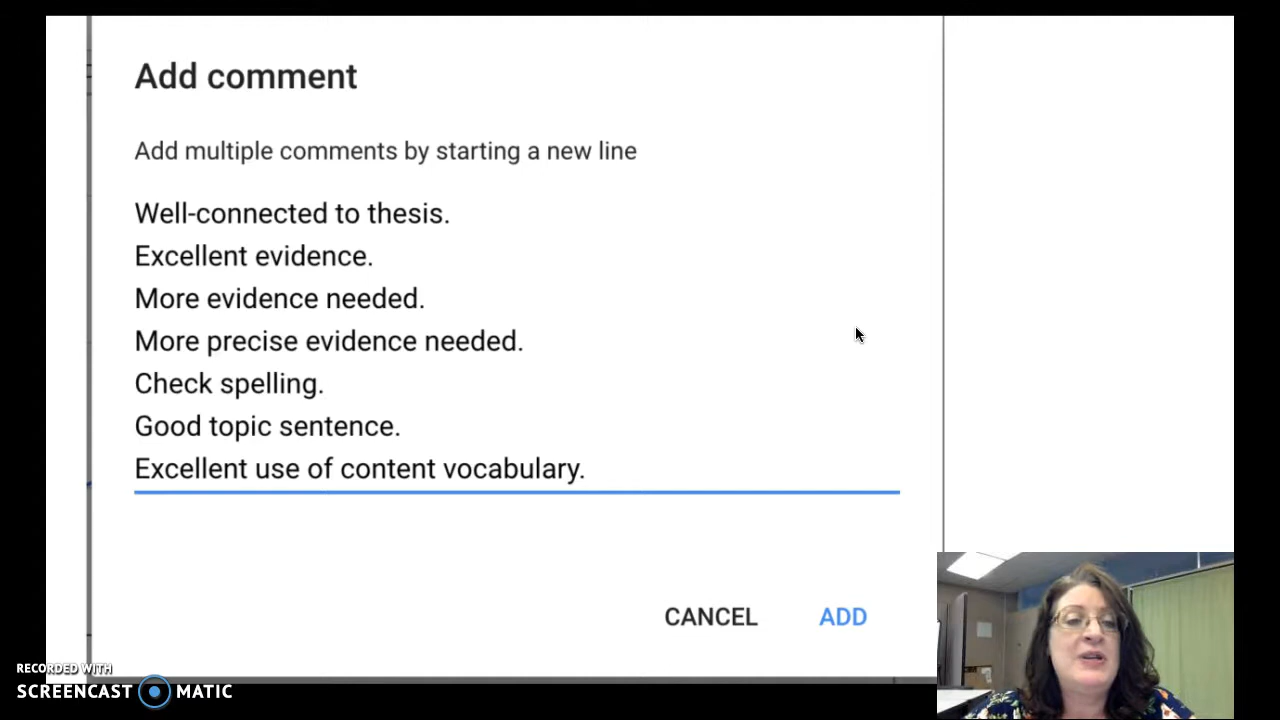 Add comment
Add multiple comments by starting a new line
Well-connected to thesis.
Excellent evidence.
More evidence needed.
More precise evidence needed.
Check spelling.
Good topic sentence.
Excellent use of content vocabulary.
CANCEL ADD
RECORDED WITH
SCREENCAST MATIC